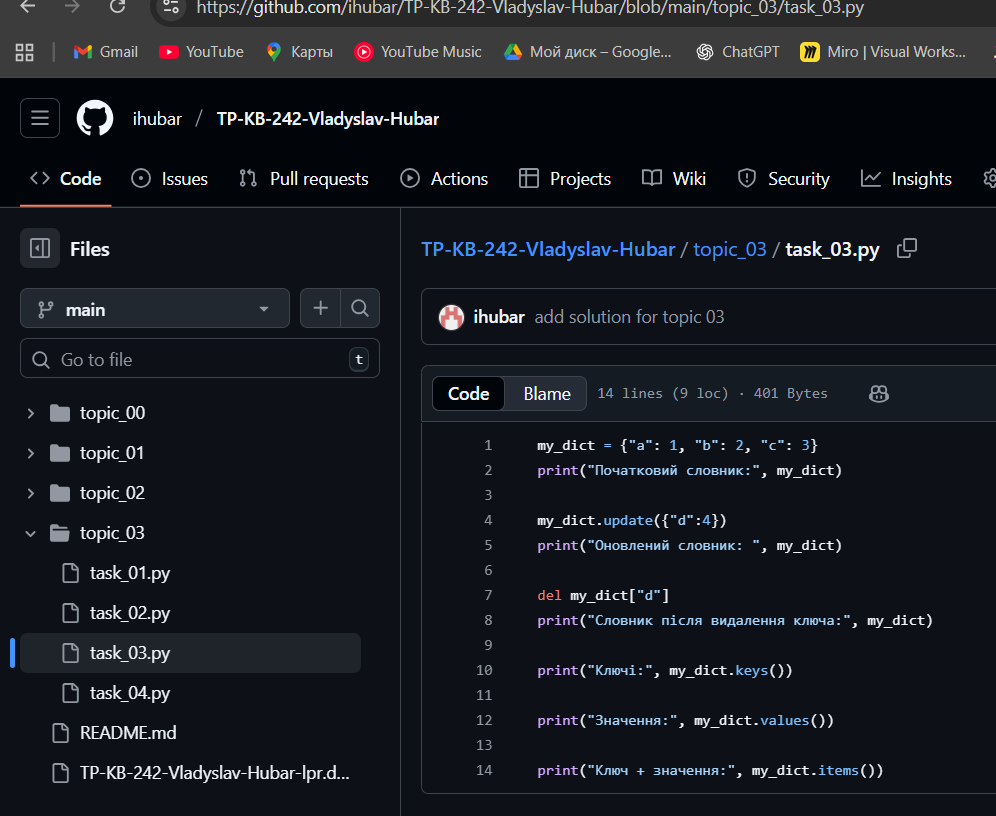 https://github.com/ihubar/TP-KB-242-Vladyslav-Hubar/blob/main/topic_03/task_03.py
Gmail YouTube Карты YouTube Music Мой диск – Google... ChatGPT Miro | Visual Works...
ihubar / TP-KB-242-Vladyslav-Hubar
Code Issues Pull requests Actions Projects Wiki Security Insights
Files
main
Go to file t
topic_00
topic_01
topic_02
topic_03
task_01.py
task_02.py
task_03.py
task_04.py
README.md
TP-KB-242-Vladyslav-Hubar-lpr.d...
TP-KB-242-Vladyslav-Hubar / topic_03 / task_03.py
ihubar add solution for topic 03
Code Blame 14 lines (9 loc) · 401 Bytes
1 my_dict = {"a": 1, "b": 2, "c": 3}
2 print("Початковий словник:", my_dict)
3
4 my_dict.update({"d":4})
5 print("Оновлений словник: ", my_dict)
6
7 del my_dict["d"]
8 print("Словник після видалення ключа:", my_dict)
9
10 print("Ключі:", my_dict.keys())
11
12 print("Значення:", my_dict.values())
13
14 print("Ключ + значення:", my_dict.items())